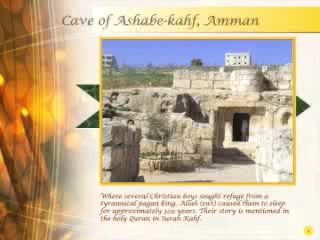 Cave of Ashabe-kahf, Amman
Where several Christian boys sought refuge from a
tyrannical pagan king. Allah (swt) caused them to sleep
for approximately 309 years. Their story is mentioned in
the holy Quran in Surah Kahf.